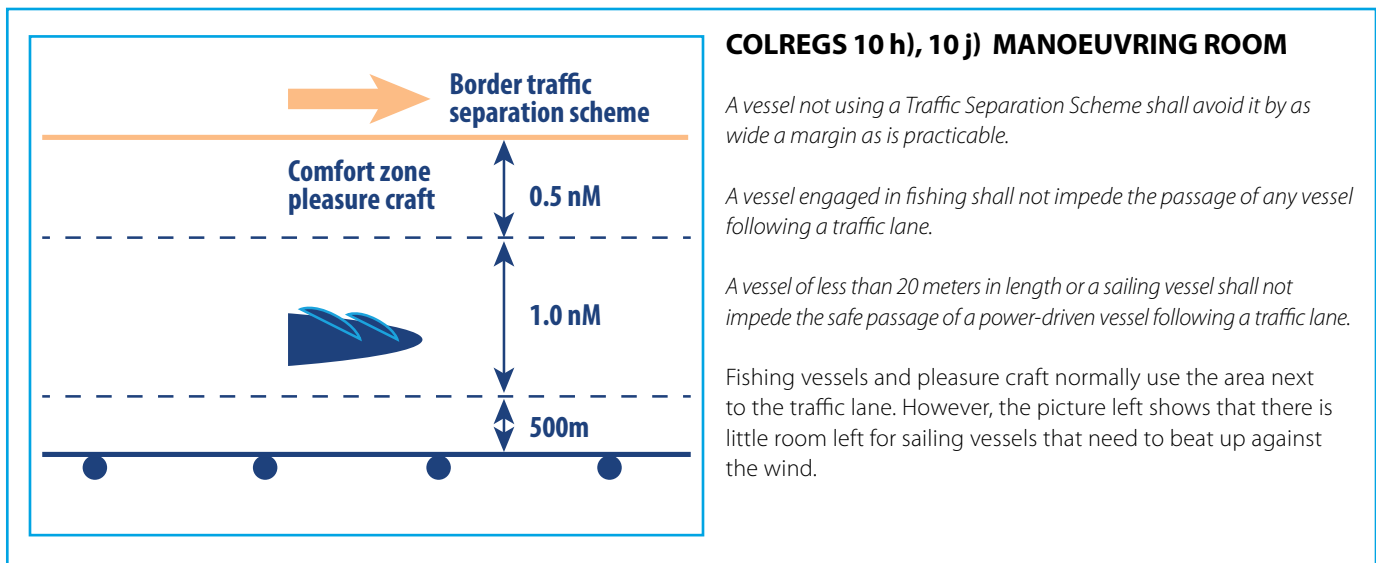 Border traffic
separation scheme
Comfort zone
pleasure craft
0.5 nM
1.0 nM
500m
COLREGS 10 h), 10 j) MANOEUVRING ROOM
A vessel not using a Traffic Separation Scheme shall avoid it by as
wide a margin as is practicable.
A vessel engaged in fishing shall not impede the passage of any vessel
following a traffic lane.
A vessel of less than 20 meters in length or a sailing vessel shall not
impede the safe passage of a power-driven vessel following a traffic lane.
Fishing vessels and pleasure craft normally use the area next
to the traffic lane. However, the picture left shows that there is
little room left for sailing vessels that need to beat up against
the wind.